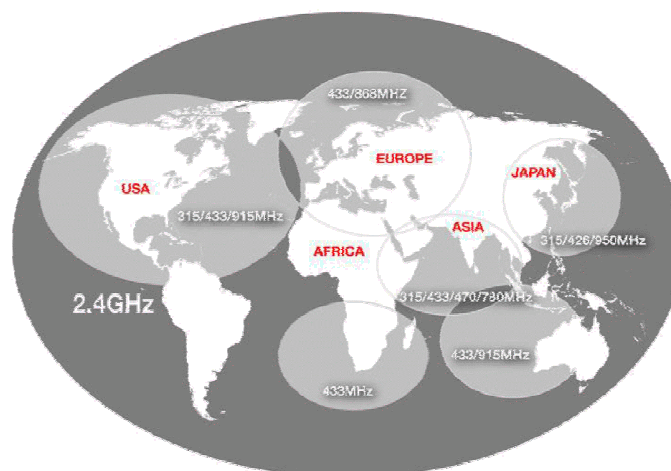 433/868MHZ
EUROPE
USA
JAPAN
315/433/915MHz
ASIA
315/426/950MHz
AFRICA
2.4GHz
315/433/470/780MHz
433/915MHz
433MHz